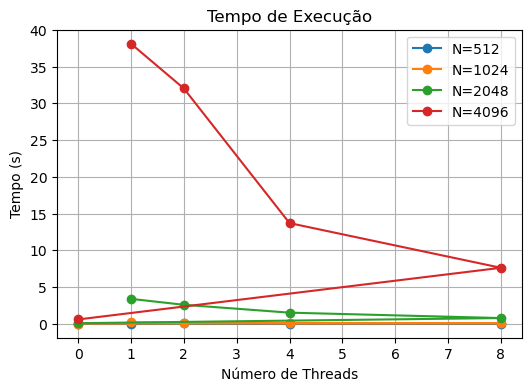 Tempo de Execução
40
35
30
25
20
15
10
5
0
Tempo (s)
N=512
N=1024
N=2048
N=4096
0 1 2 3 4 5 6 7 8
Número de Threads